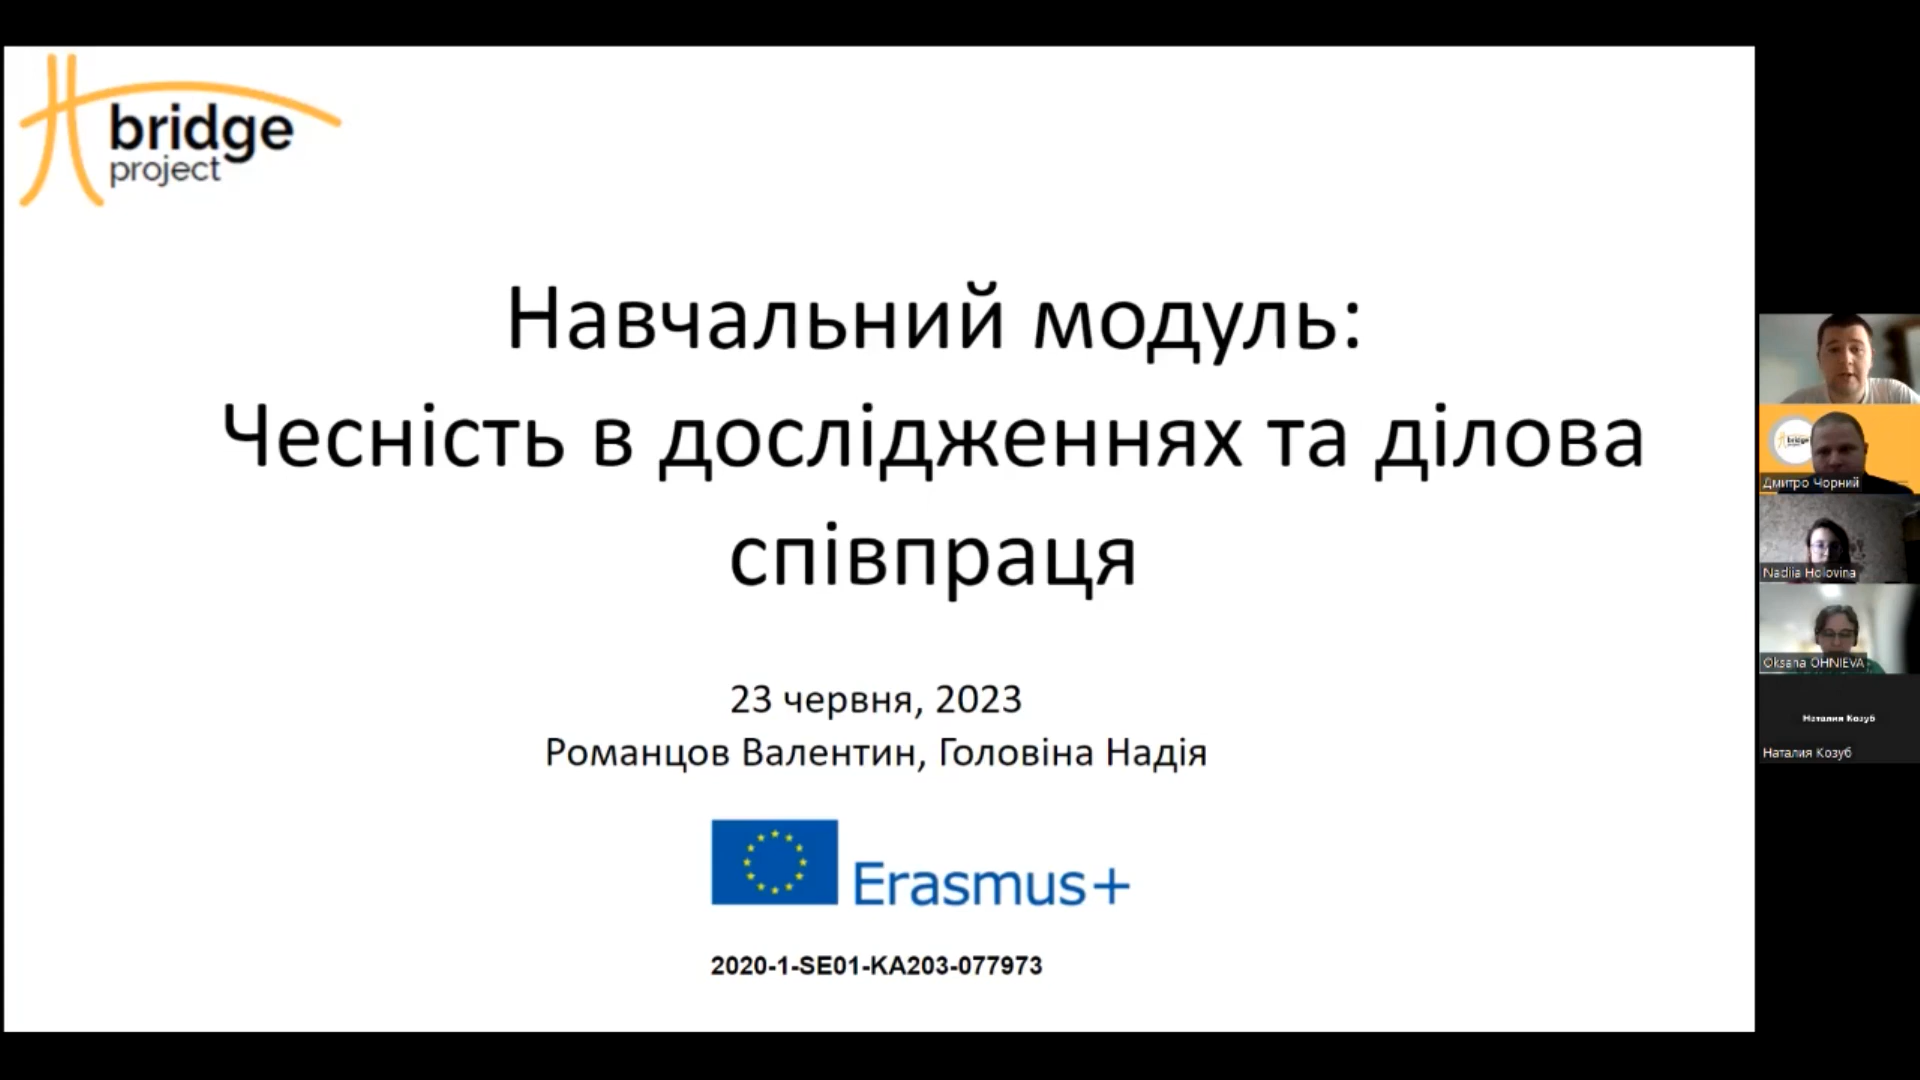 bridge
project
Навчальний модуль:
Чесність в дослідженнях та ділова
співпраця
23 червня, 2023
Романцов Валентин, Головіна Надія
Erasmus+
2020-1-SE01-KA203-077973
bridge
Дмитро Чорний
Nadiia Holovina
Oksana OHNIEVA
Наталия Козуб
Наталия Козуб